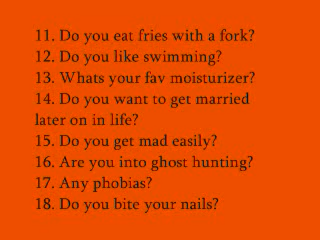 11. Do you eat fries with a fork?
12. Do you like swimming?
13. Whats your fav moisturizer?
14. Do you want to get married
later on in life?
15. Do you get mad easily?
16. Are you into ghost hunting?
17. Any phobias?
18. Do you bite your nails?